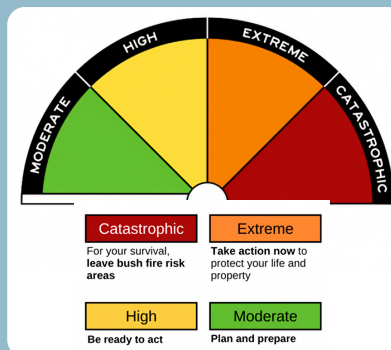 MODERATE
HIGH
EXTREME
CATASTROPHIC
Catastrophic
For your survival,
leave bush fire risk
areas
Extreme
Take action now to
protect your life and
property
High
Be ready to act
Moderate
Plan and prepare